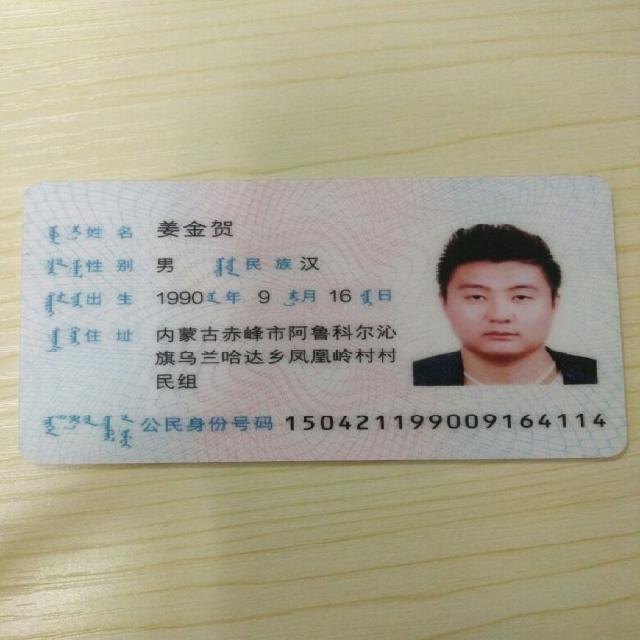 姓名 姜金贺
性别 男 民族 汉
出生 1990 年 9 月 16 日
住址 内蒙古赤峰市阿鲁科尔沁
旗乌兰哈达乡凤凰岭村村
民组
公民身份号码 150421199009164114